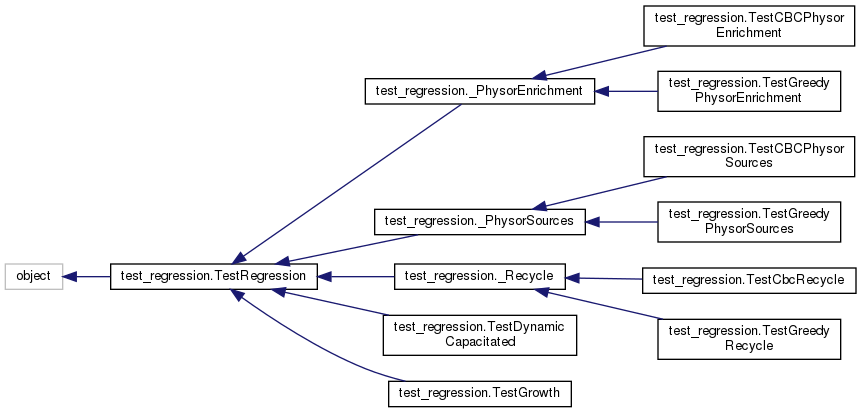 test_regression.TestCBCPhysor
Enrichment
test_regression._PhysorEnrichment
test_regression.TestGreedy
PhysorEnrichment
test_regression.TestCBCPhysor
Sources
test_regression._PhysorSources
test_regression.TestGreedy
PhysorSources
object
test_regression.TestRegression
test_regression._Recycle
test_regression.TestCbcRecycle
test_regression.TestDynamic
Capacitated
test_regression.TestGreedy
Recycle
test_regression.TestGrowth